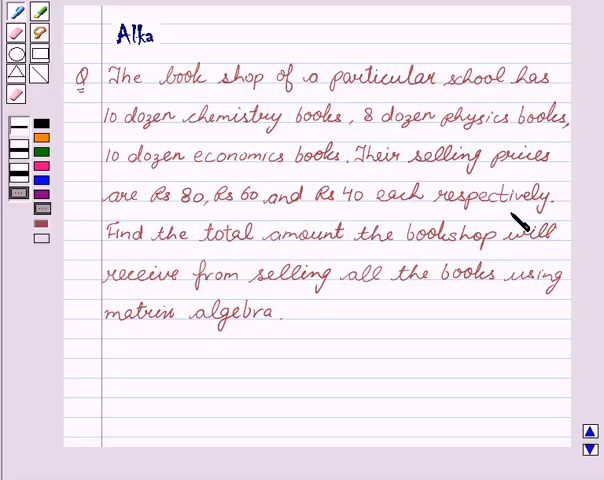 Alka
Q The book shop of a particular school has
10 dozen chemistry books, 8 dozen physics books,
10 dozen economics books. Their selling prices
are Rs 80, Rs 60 and Rs 40 each respectively.
Find the total amount the bookshop will
receive from selling all the books using
matrix algebra.